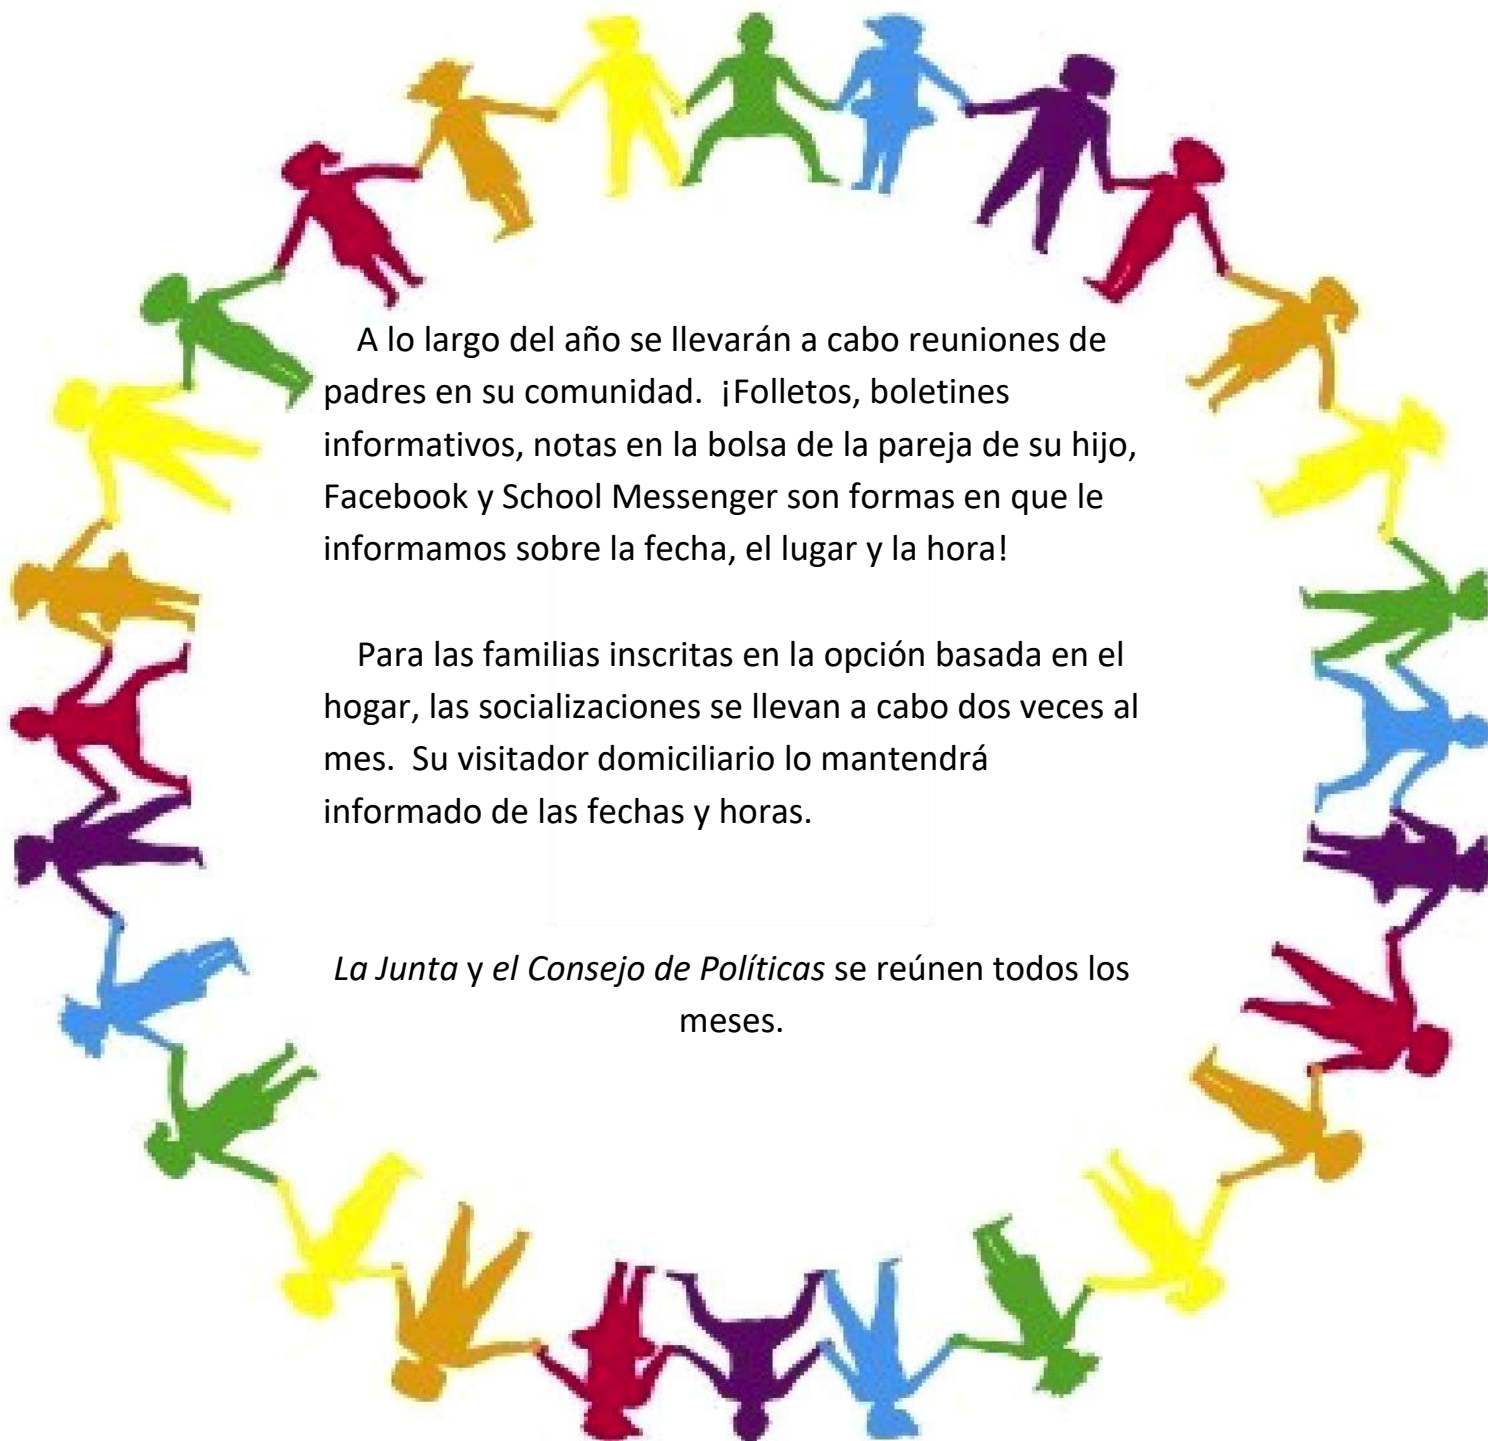 A lo largo del año se llevarán a cabo reuniones de
padres en su comunidad.  ¡Folletos, boletines
informativos, notas en la bolsa de la pareja de su hijo,
Facebook y School Messenger son formas en que le
informamos sobre la fecha, el lugar y la hora!
Para las familias inscritas en la opción basada en el
hogar, las socializaciones se llevan a cabo dos veces al
mes.  Su visitador domiciliario lo mantendrá
informado de las fechas y horas.
La Junta y el Consejo de Políticas se reúnen todos los
meses.